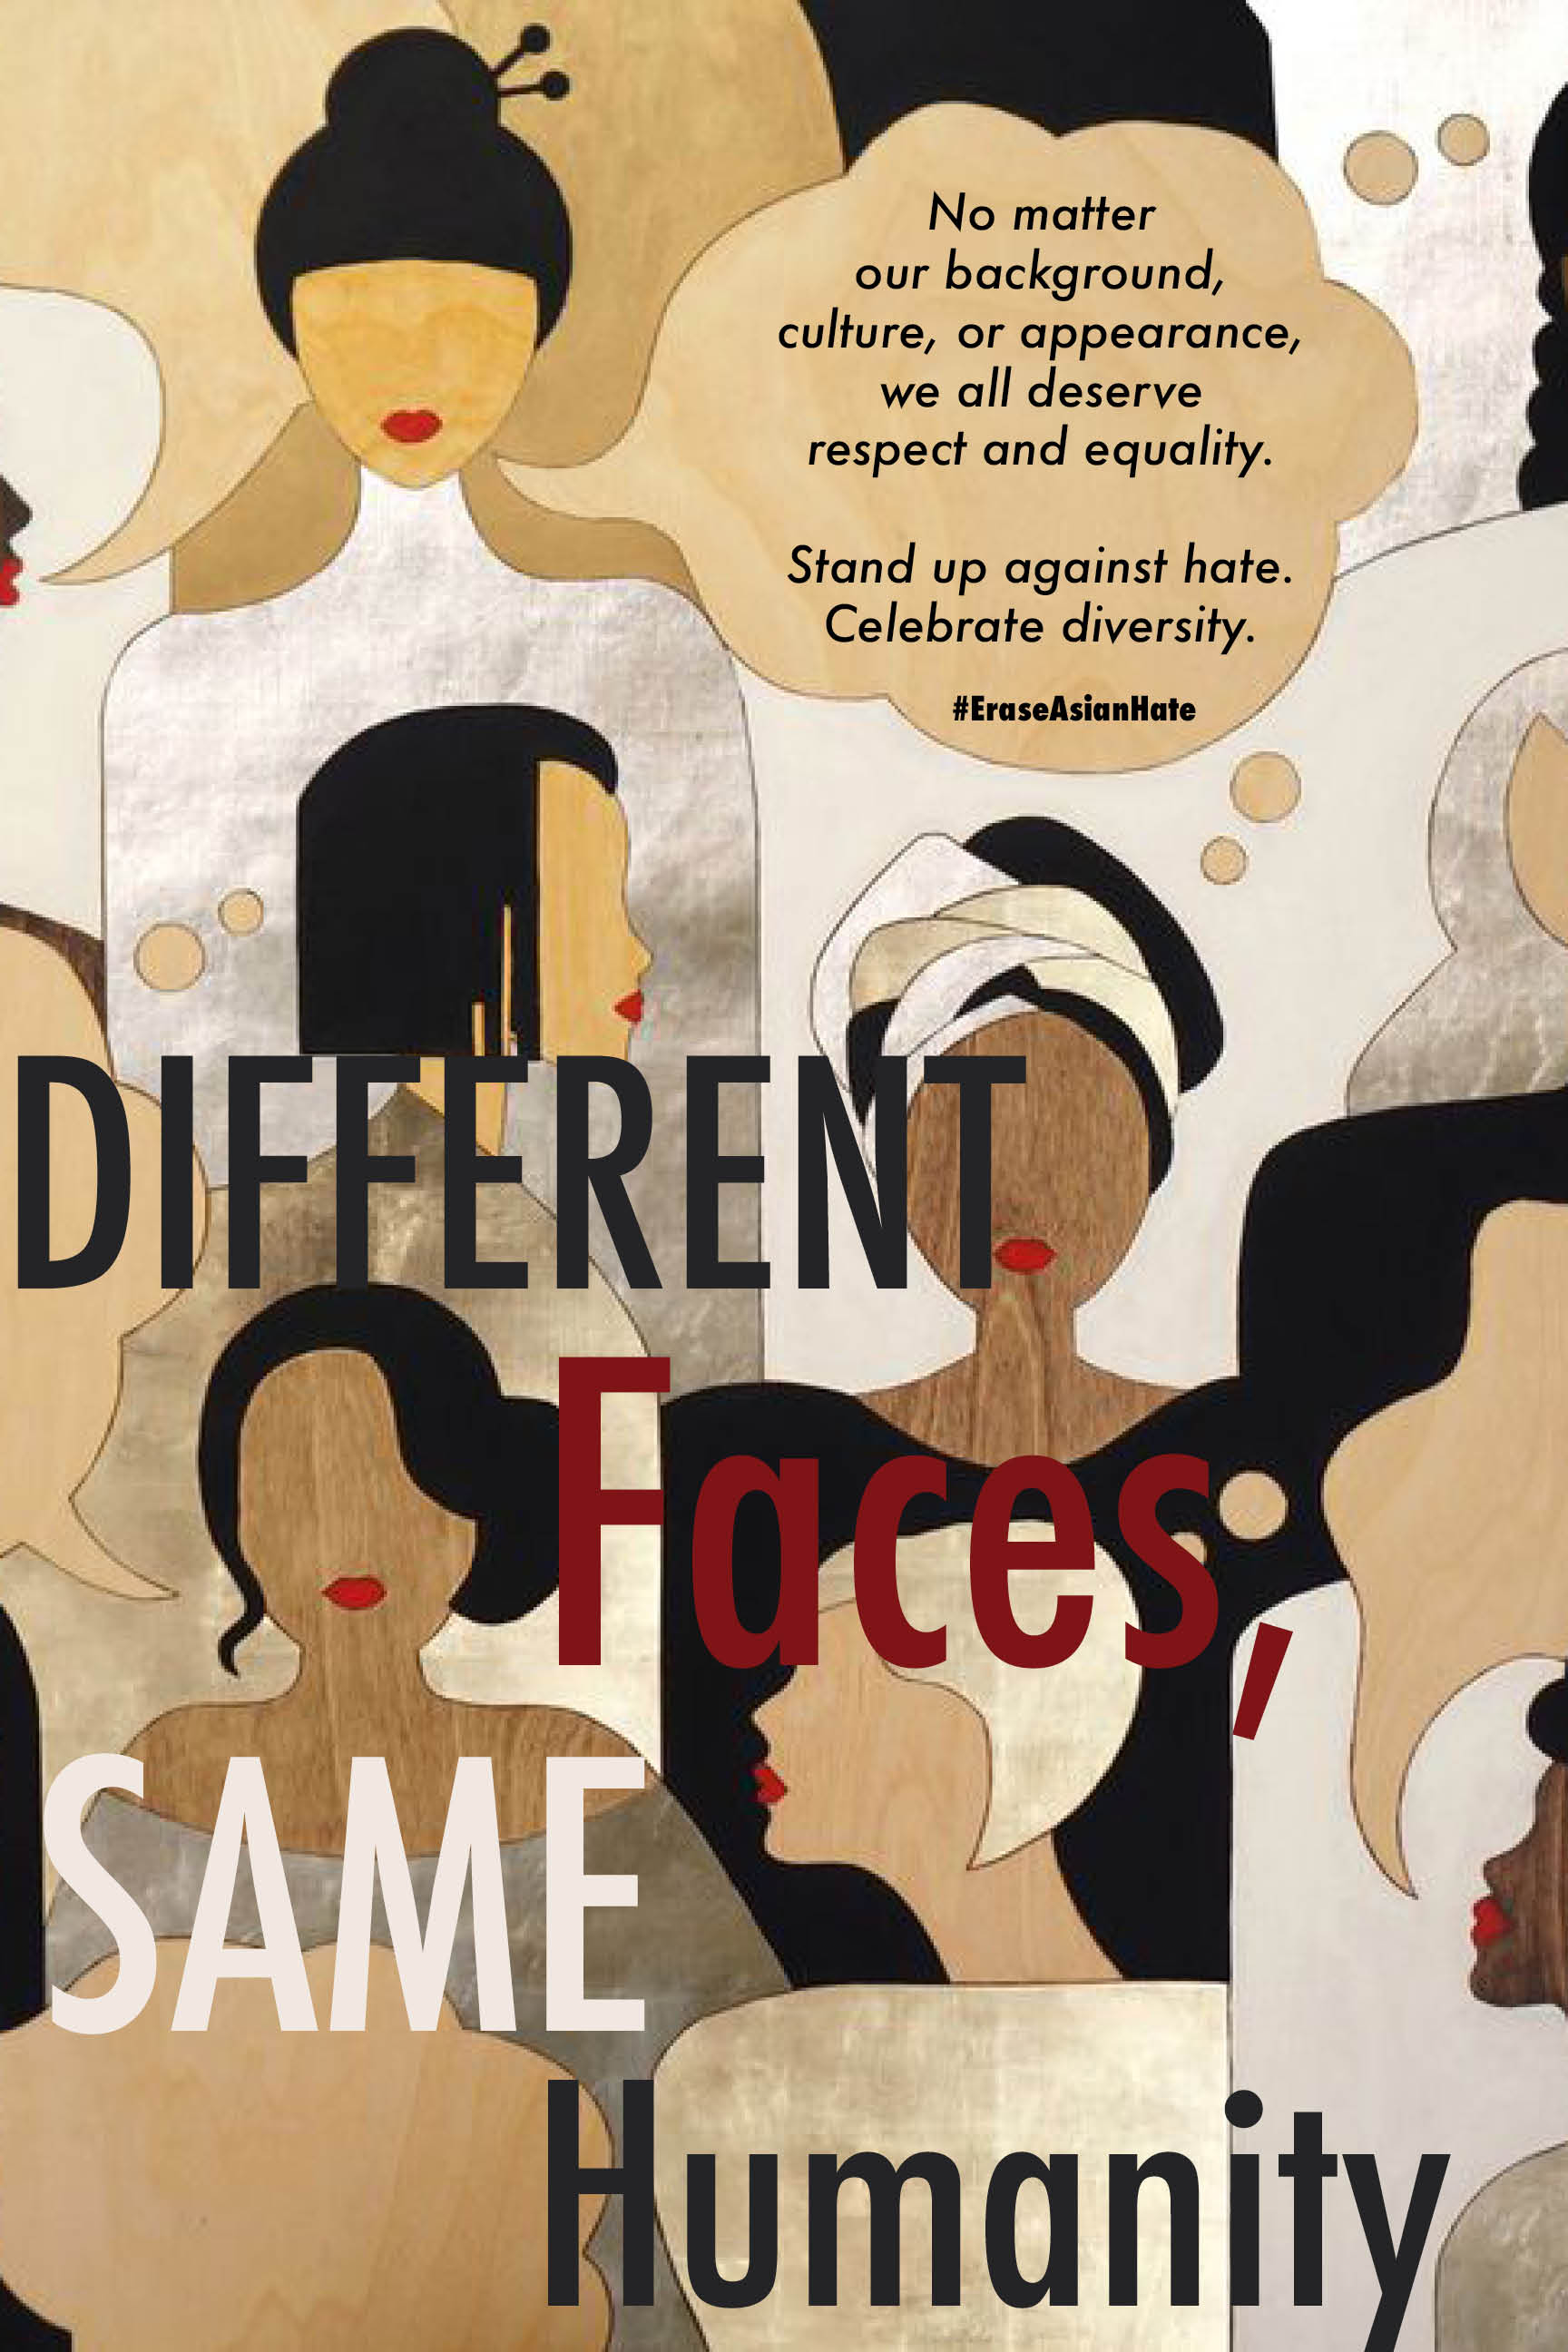 No matter
our background,
culture, or appearance,
we all deserve
respect and equality.
Stand up against hate.
Celebrate diversity.
#EraseAsianHate
DIFFERENT
Faces,
SAME
Humanity